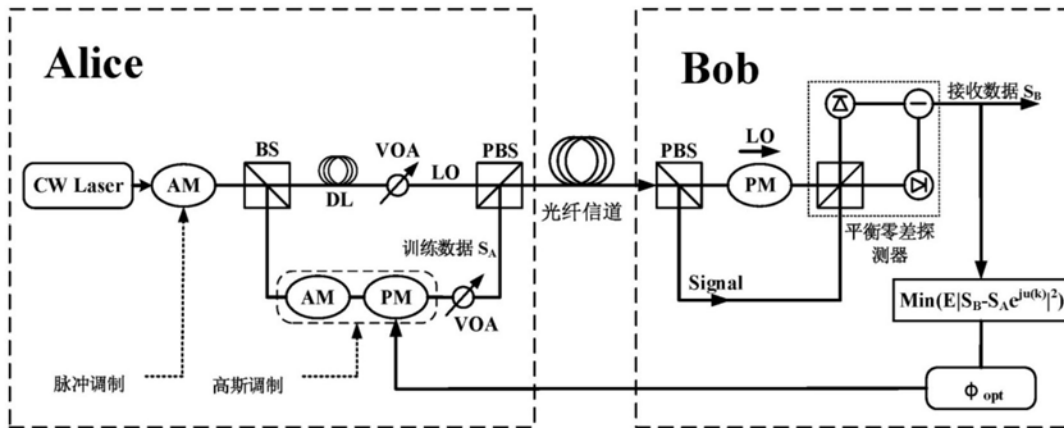 Alice
CW Laser
AM
BS
DL
VOA
LO
PBS
训练数据 S_A
AM
PM
VOA
脉冲调制
高斯调制
光纤信道
Bob
PBS
LO
PM
Signal
接收数据 S_B
平衡零差探
测器
Min(E|S_B-S_Ae^{ju(k)}|^2)
ϕ_opt